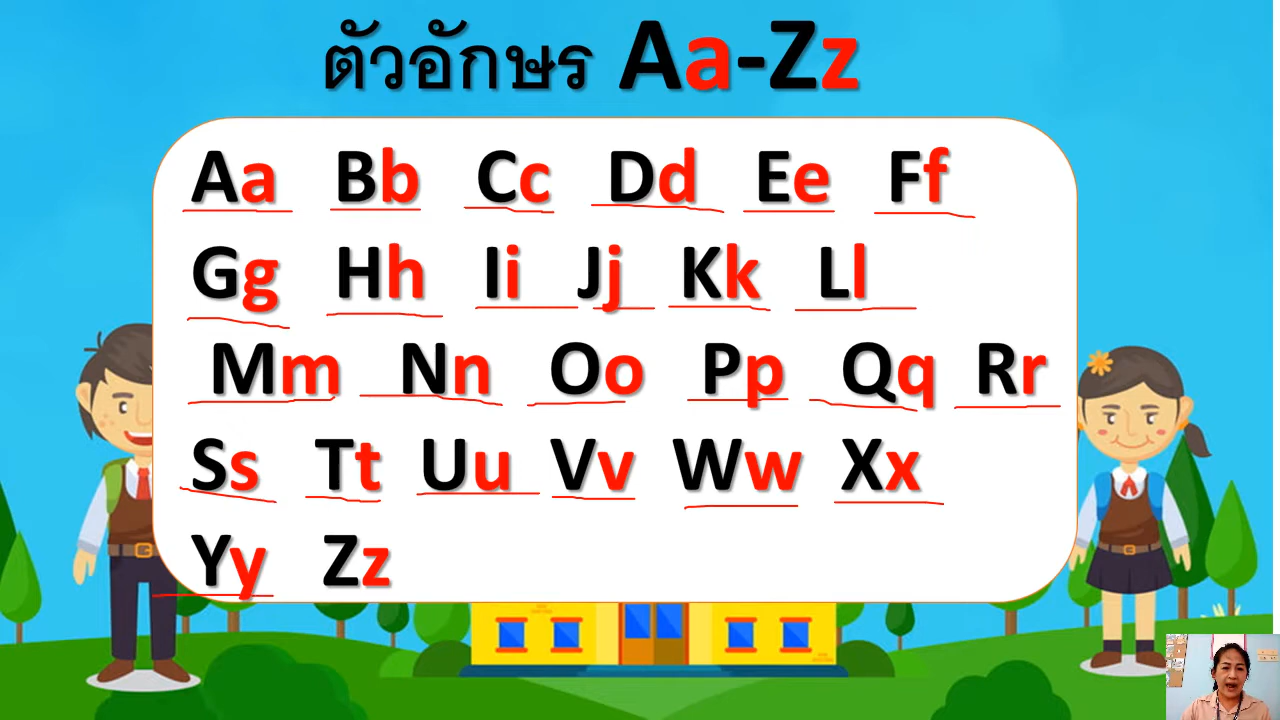 ตัวอักษร Aa-Zz
Aa Bb Cc Dd Ee Ff
Gg Hh Ii Jj Kk Ll
Mm Nn Oo Pp Qq Rr
Ss Tt Uu Vv Ww Xx
Yy Zz